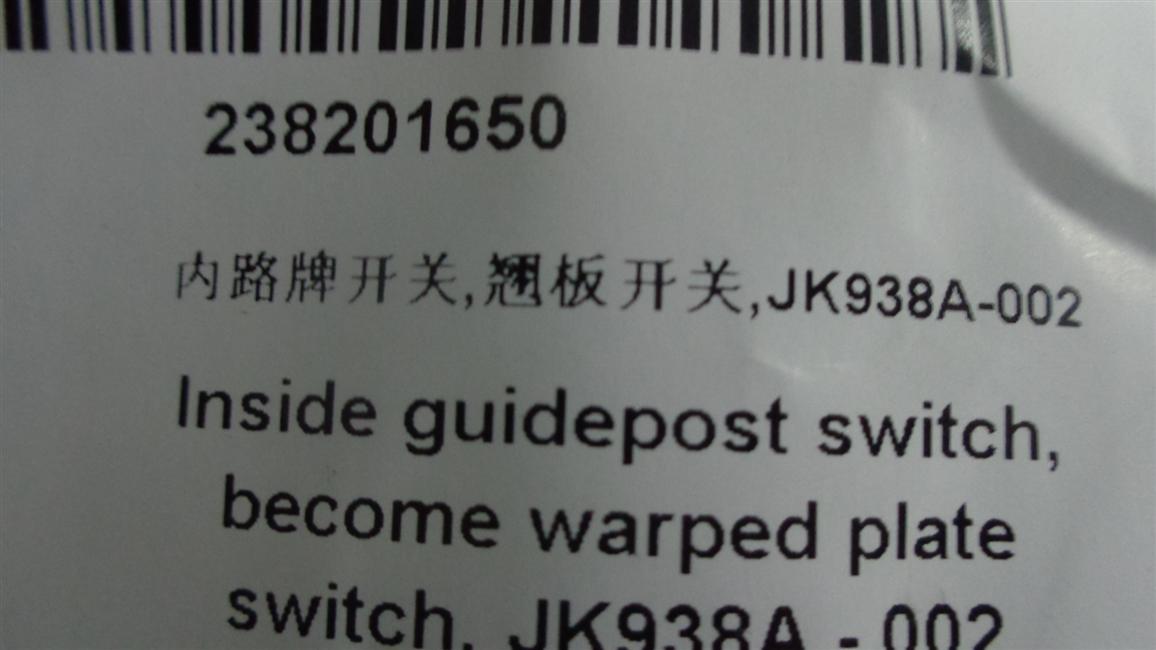 238201650
内路牌开关,翘板开关,JK938A-002
Inside guidepost switch,
become warped plate
switch, JK938A - 002